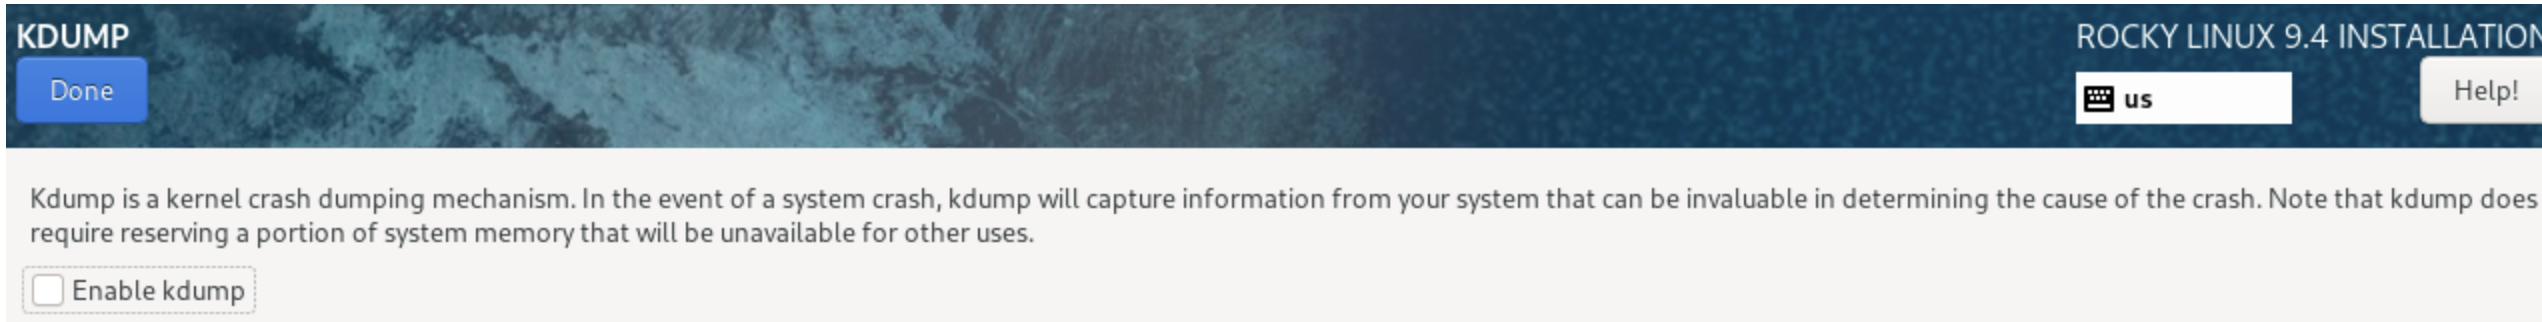 KDUMP
ROCKY LINUX 9.4 INSTALLATION
Done
us
Help!
Kdump is a kernel crash dumping mechanism. In the event of a system crash, kdump will capture information from your system that can be invaluable in determining the cause of the crash. Note that kdump does
require reserving a portion of system memory that will be unavailable for other uses.
Enable kdump